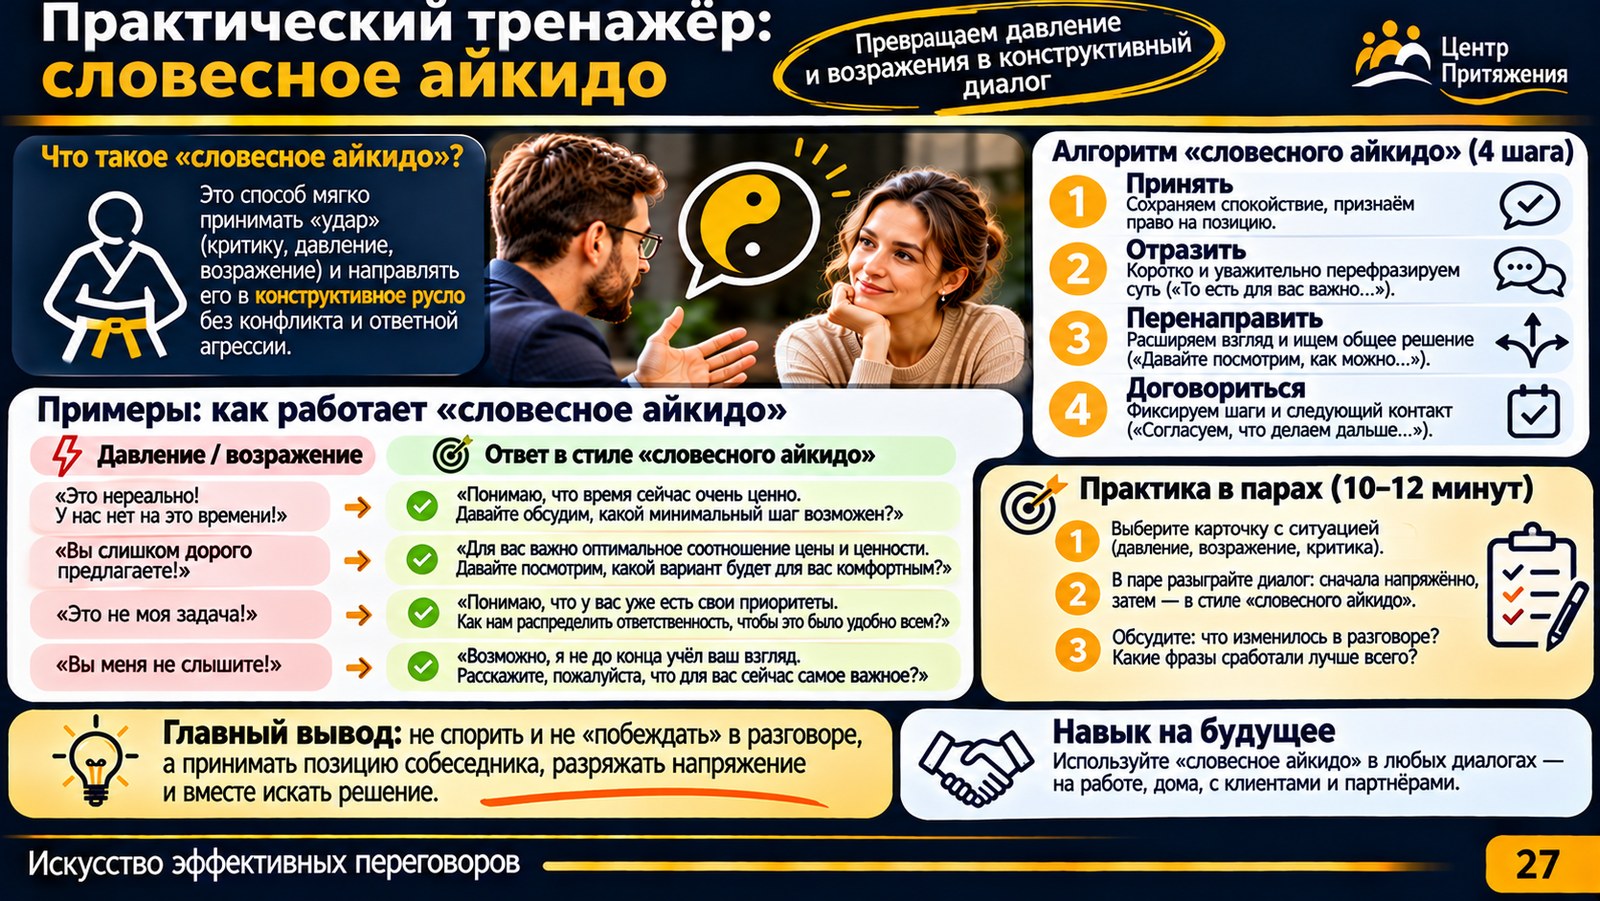 Практический тренажёр:
словесное айкидо
Превращаем давление
и возражения в конструктивный
диалог
Центр
Притяжения
Что такое «словесное айкидо»?
Это способ мягко
принимать «удар»
(критику, давление,
возражение) и направлять
его в конструктивное русло
без конфликта и ответной
агрессии.
Алгоритм «словесного айкидо» (4 шага)
1
Принять
Сохраняем спокойствие, признаём
право на позицию.
2
Отразить
Коротко и уважительно перефразируем
суть («То есть для вас важно...»).
3
Перенаправить
Расширяем взгляд и ищем общее решение
(«Давайте посмотрим, как можно...»).
4
Договориться
Фиксируем шаги и следующий контакт
(«Согласуем, что делаем дальше...»).
Примеры: как работает «словесное айкидо»
Давление / возражение
Ответ в стиле «словесного айкидо»
«Это нереально!
У нас нет на это времени!»
«Понимаю, что время сейчас очень ценно.
Давайте обсудим, какой минимальный шаг возможен?»
«Вы слишком дорого
предлагаете!»
«Для вас важно оптимальное соотношение цены и ценности.
Давайте посмотрим, какой вариант будет для вас комфортным?»
«Это не моя задача!»
«Понимаю, что у вас уже есть свои приоритеты.
Как нам распределить ответственность, чтобы это было удобно всем?»
«Вы меня не слышите!»
«Возможно, я не до конца учёл ваш взгляд.
Расскажите, пожалуйста, что для вас сейчас самое важное?»
Практика в парах (10–12 минут)
1
Выберите карточку с ситуацией
(давление, возражение, критика).
2
В паре разыграйте диалог: сначала напряжённо,
затем — в стиле «словесного айкидо».
3
Обсудите: что изменилось в разговоре?
Какие фразы сработали лучше всего?
Главный вывод: не спорить и не «побеждать» в разговоре,
а принимать позицию собеседника, разряжать напряжение
и вместе искать решение.
Навык на будущее
Используйте «словесное айкидо» в любых диалогах —
на работе, дома, с клиентами и партнёрами.
Искусство эффективных переговоров
27